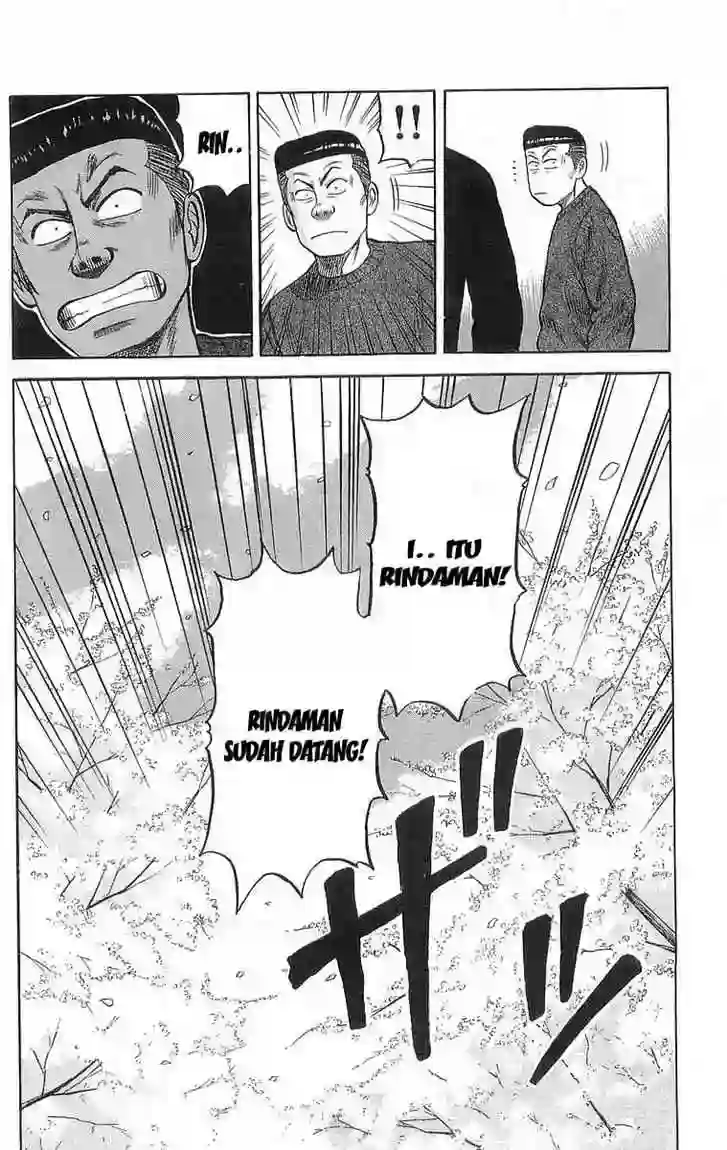 ....
!!
RIN..
I.. ITU
RINDAMAN!
RINDAMAN
SUDAH DATANG!
ザッ